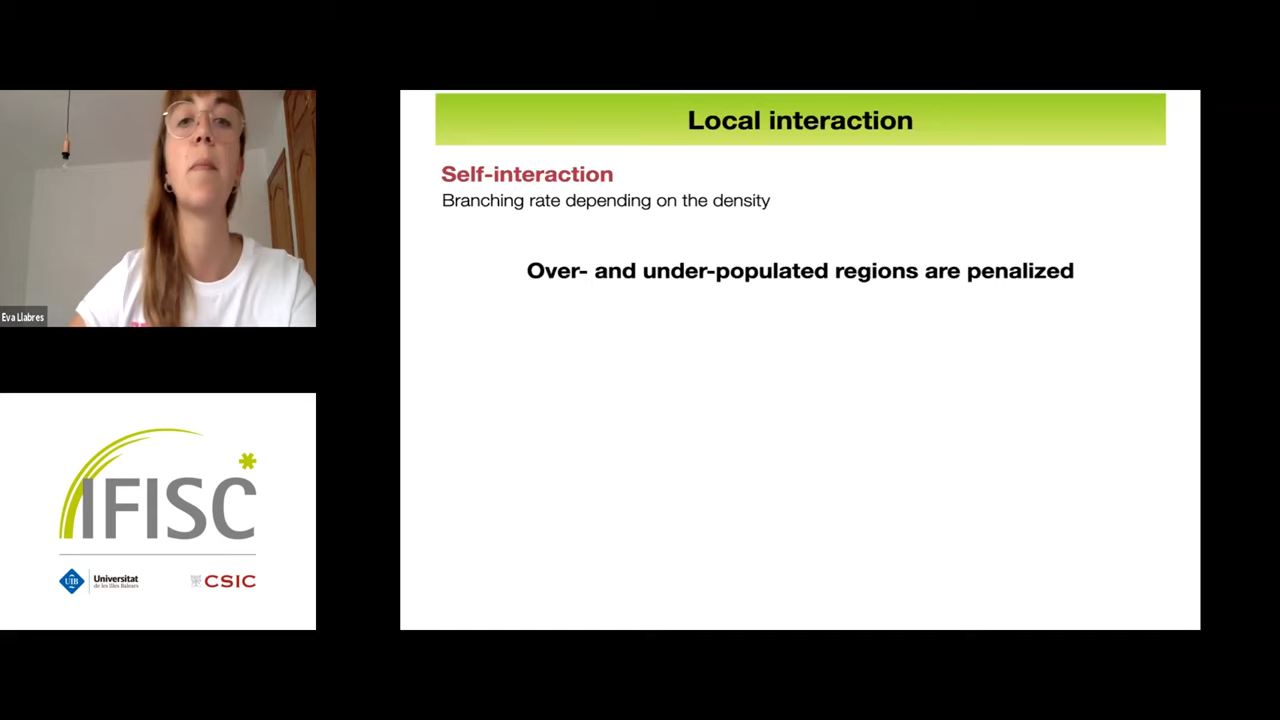 Local interaction
Self-interaction
Branching rate depending on the density
Over- and under-populated regions are penalized
Eva Llabres
IFISC
UIB
Universitat
de les Illes Balears
CSIC